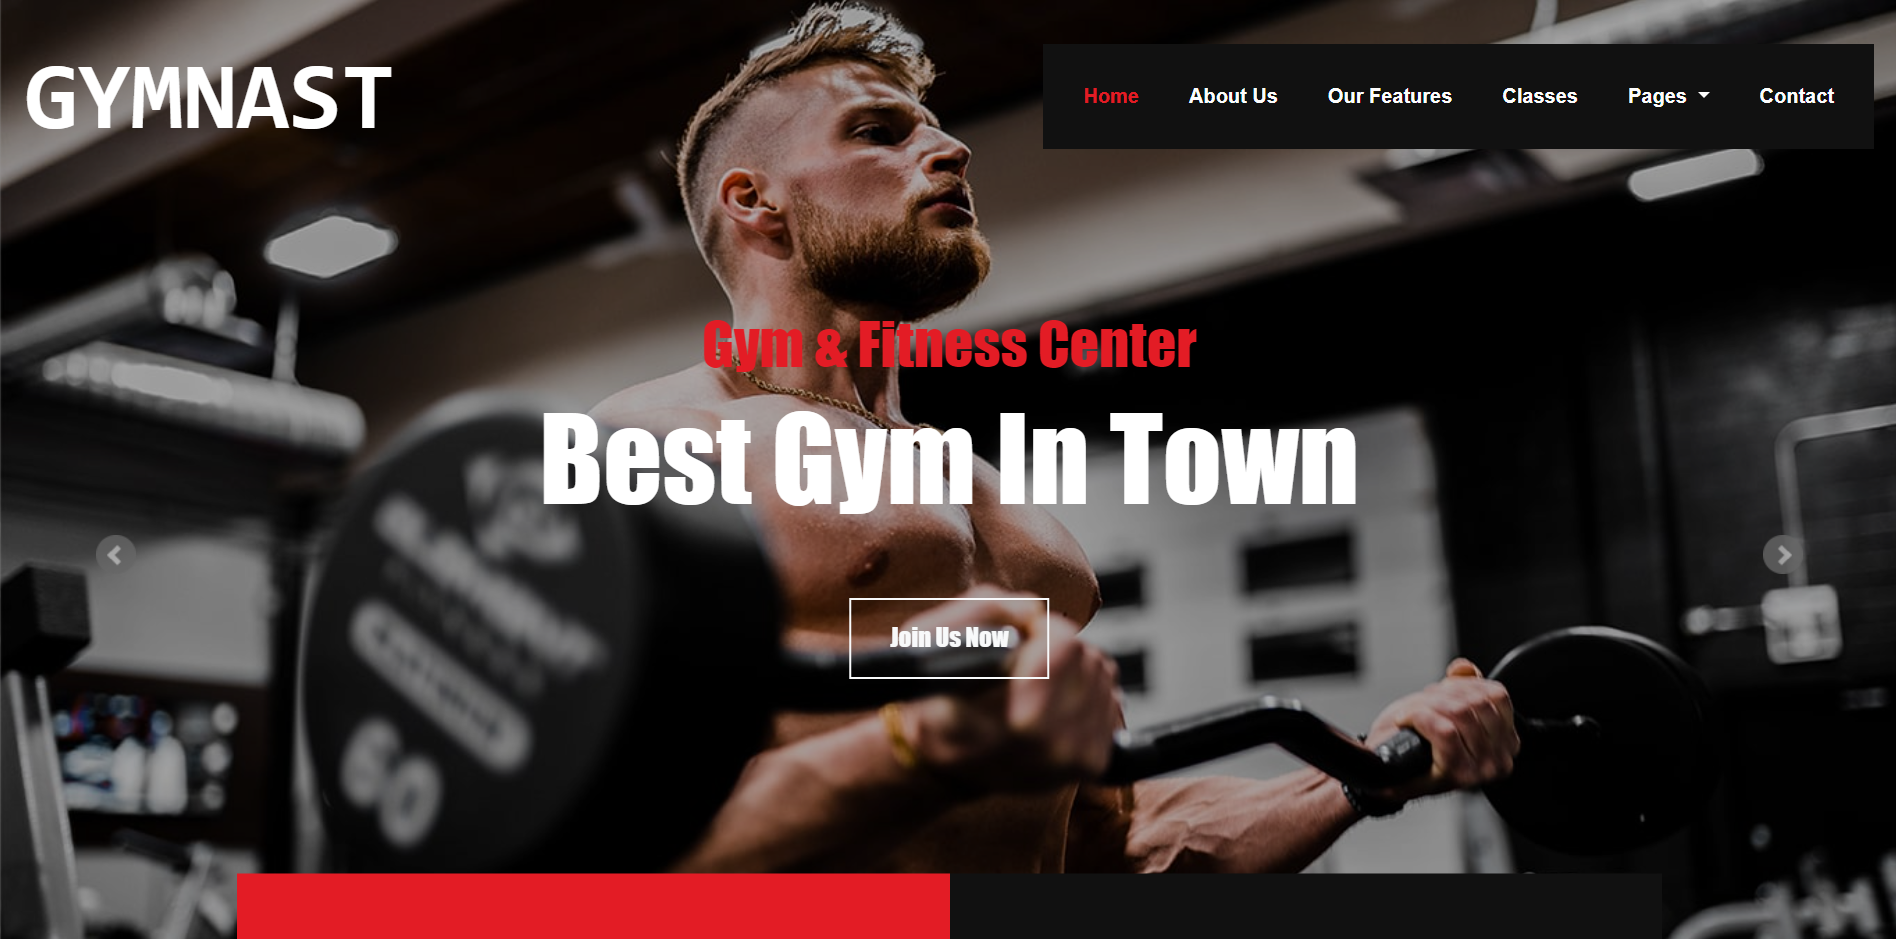 GYMNAST
Home About Us Our Features Classes Pages Contact
Gym & Fitness Center
Best Gym In Town
Join Us Now
60